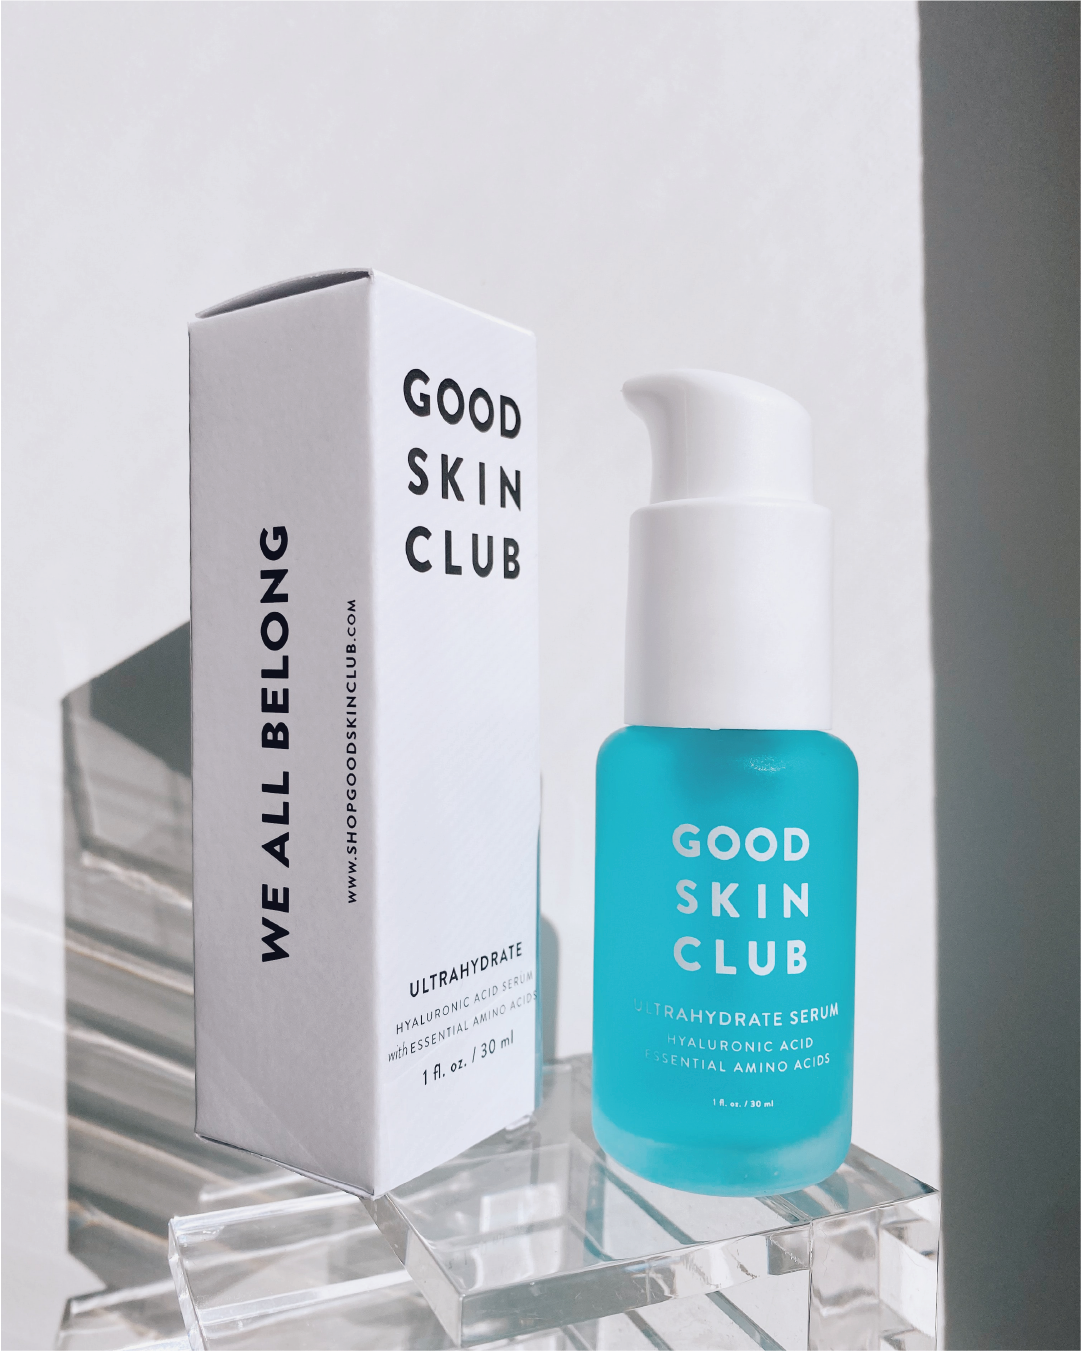 WE ALL BELONG
WWW.SHOPGOODSKINCLUB.COM
GOOD
SKIN
CLUB
ULTRAHYDRATE
HYALURONIC ACID SERUM
with ESSENTIAL AMINO ACIDS
1 fl. oz. / 30 ml
GOOD
SKIN
CLUB
ULTRAHYDRATE SERUM
HYALURONIC ACID
ESSENTIAL AMINO ACIDS
1 fl. oz. / 30 ml